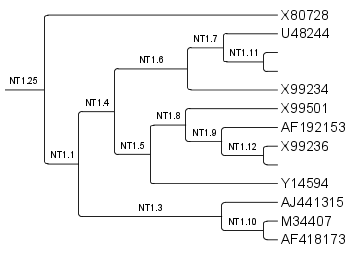 X80728
U48244
NT1.7
NT1.11
NT1.6
NT1.25
X99234
NT1.4
X99501
NT1.8
AF192153
NT1.9
X99236
NT1.5
NT1.12
NT1.1
Y14594
AJ441315
NT1.3
M34407
NT1.10
AF418173